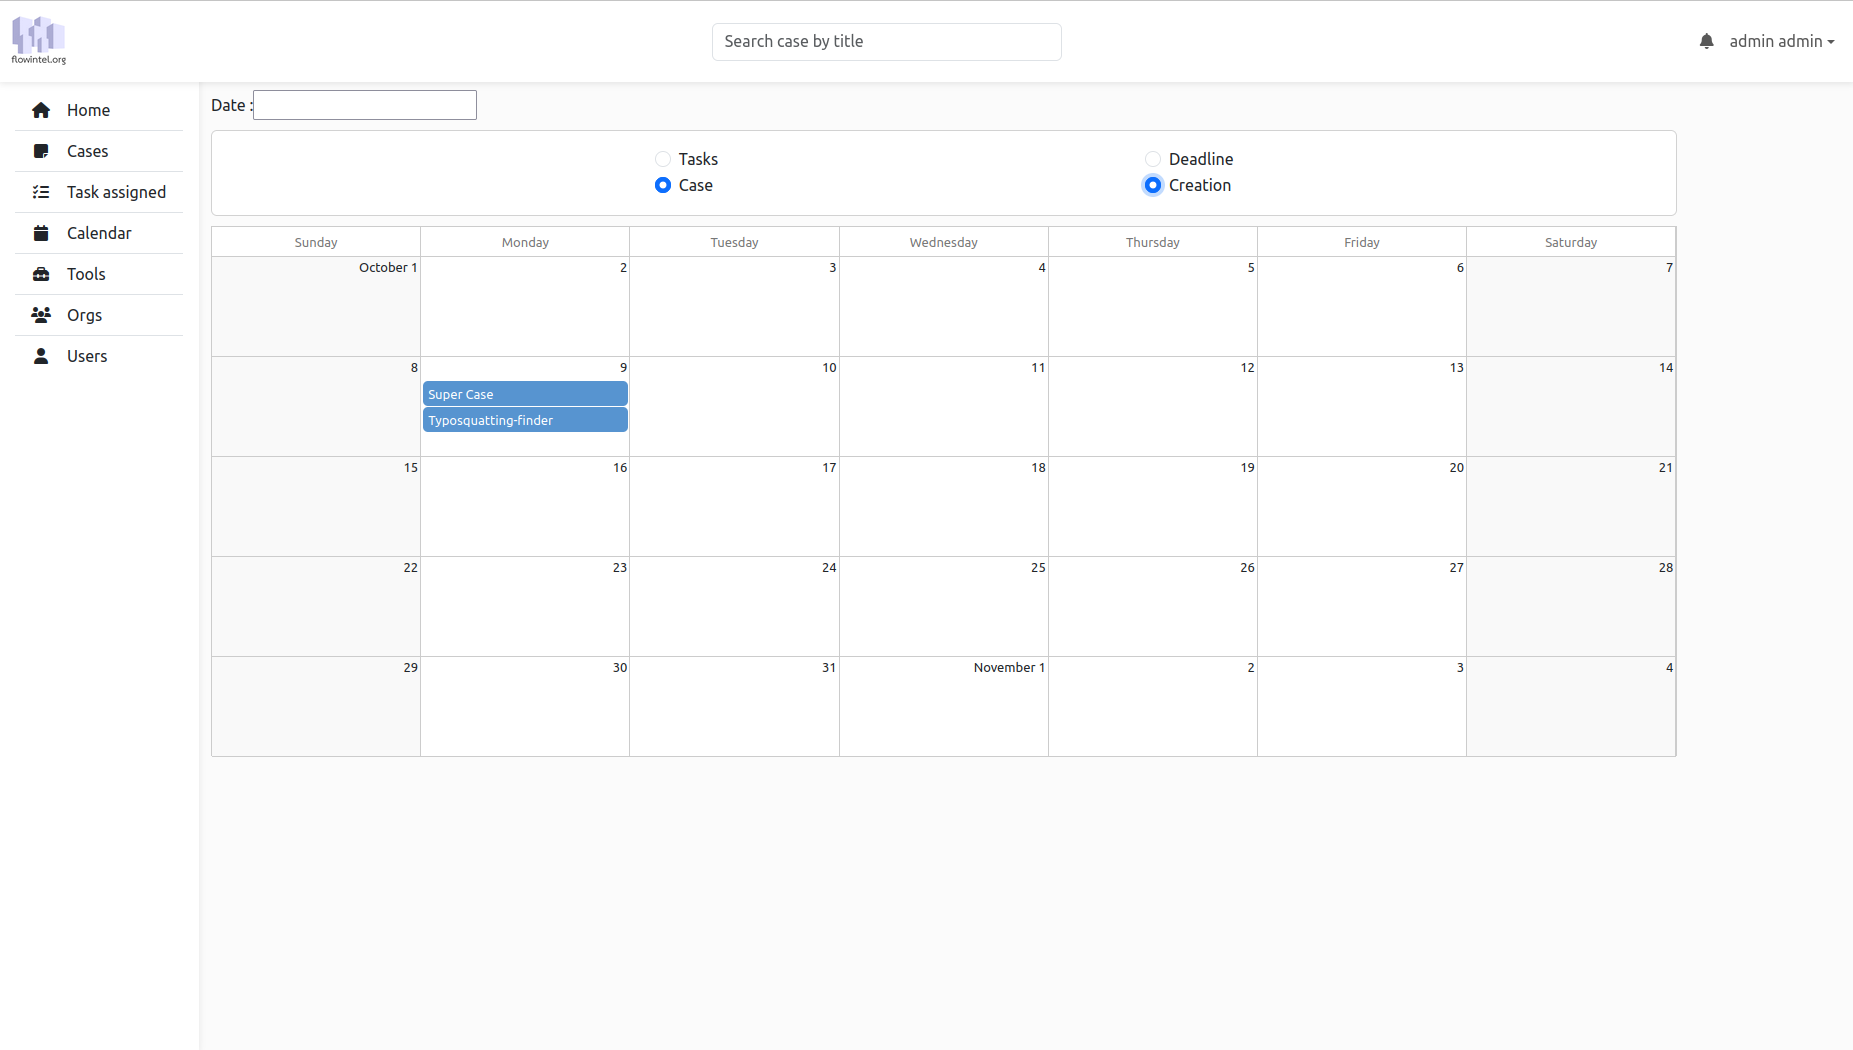 flowintel.org
Search case by title
admin admin
Home
Cases
Task assigned
Calendar
Tools
Orgs
Users
Date :
Tasks
Case
Deadline
Creation
Sunday Monday Tuesday Wednesday Thursday Friday Saturday
October 1 2 3 4 5 6 7
8 9 10 11 12 13 14
Super Case
Typosquatting-finder
15 16 17 18 19 20 21
22 23 24 25 26 27 28
29 30 31 November 1 2 3 4